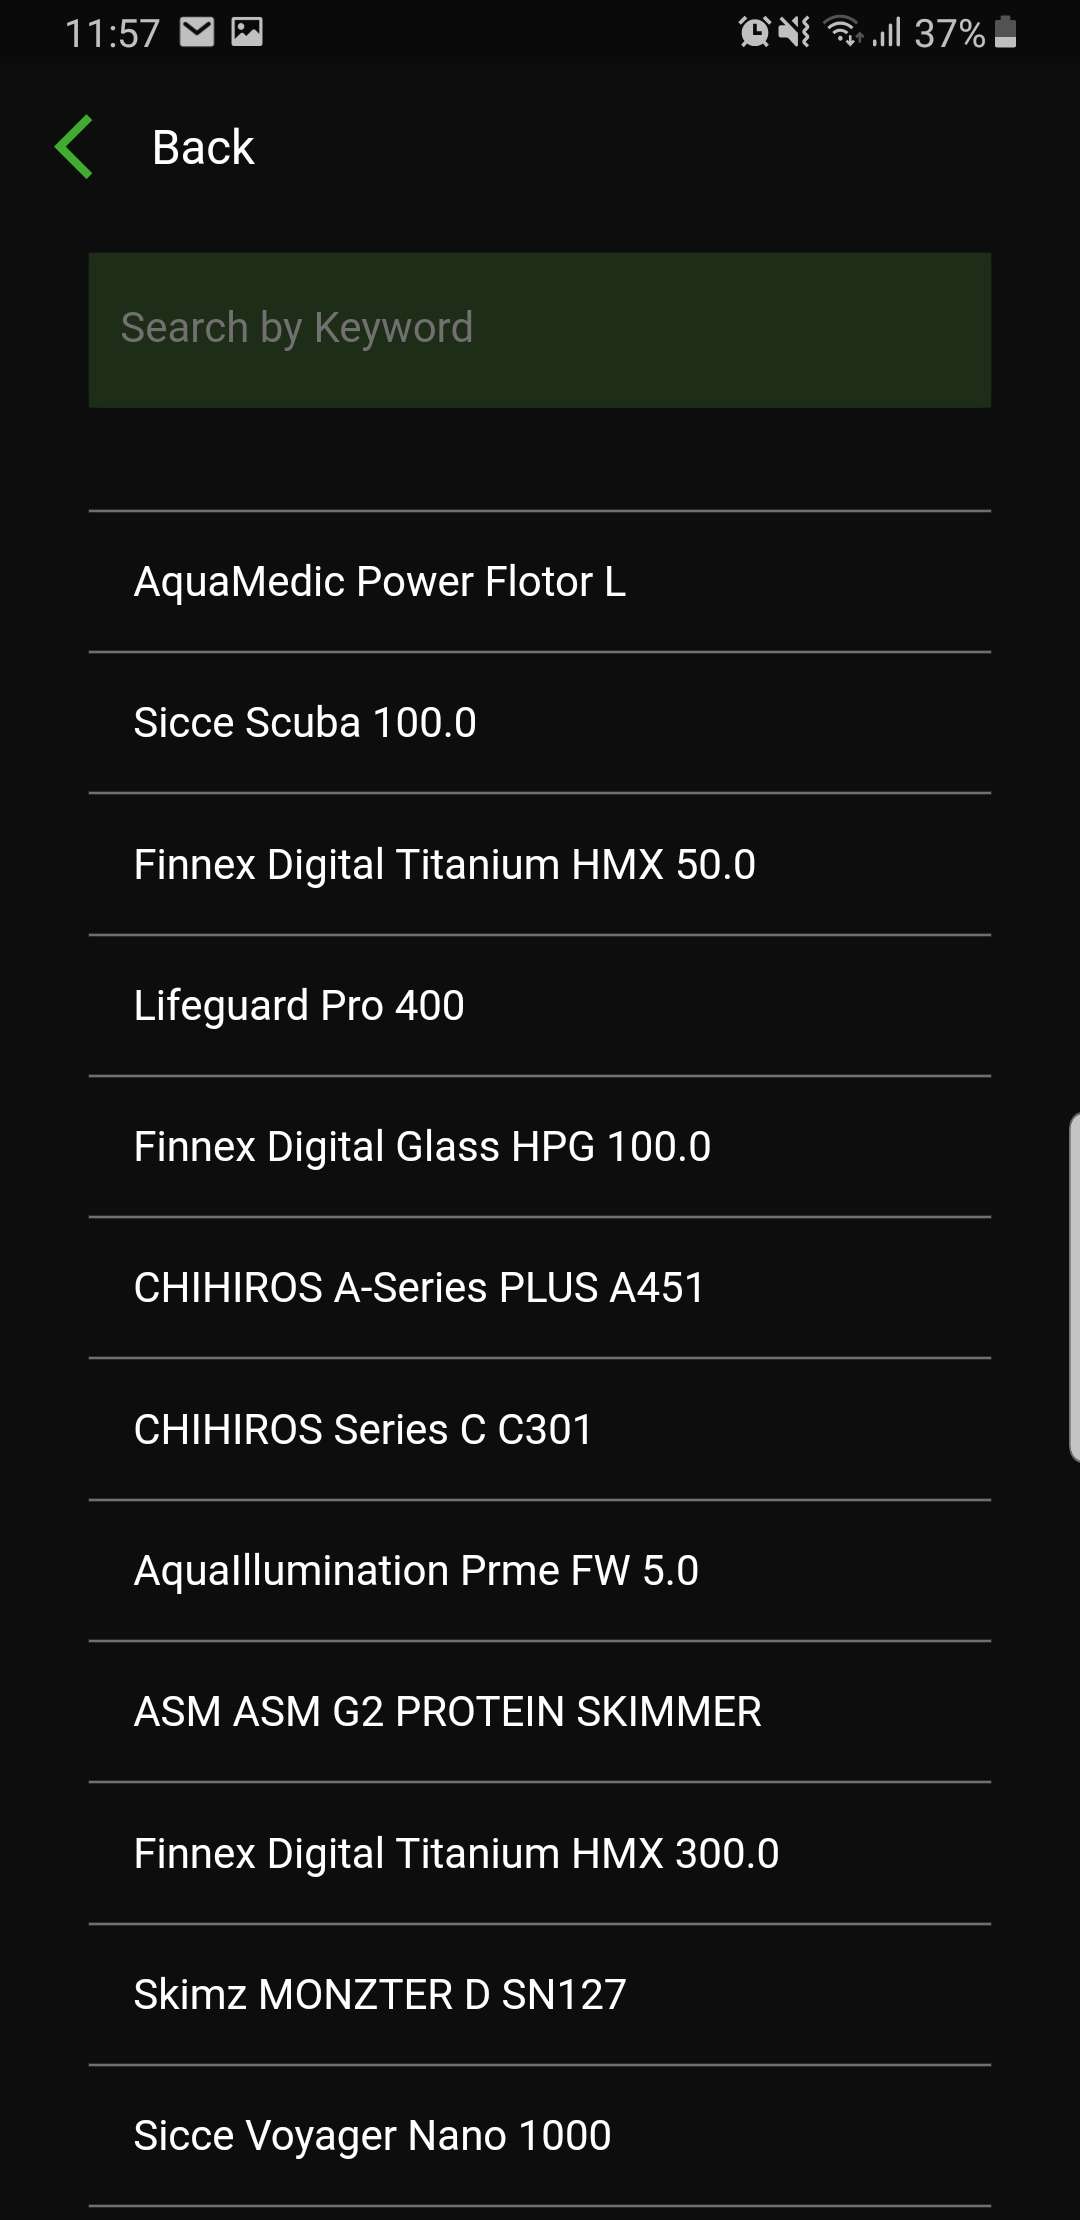 11:57
37%
Back
Search by Keyword
AquaMedic Power Flotor L
Sicce Scuba 100.0
Finnex Digital Titanium HMX 50.0
Lifeguard Pro 400
Finnex Digital Glass HPG 100.0
CHIHIROS A-Series PLUS A451
CHIHIROS Series C C301
AquaIllumination Prme FW 5.0
ASM ASM G2 PROTEIN SKIMMER
Finnex Digital Titanium HMX 300.0
Skimz MONZTER D SN127
Sicce Voyager Nano 1000